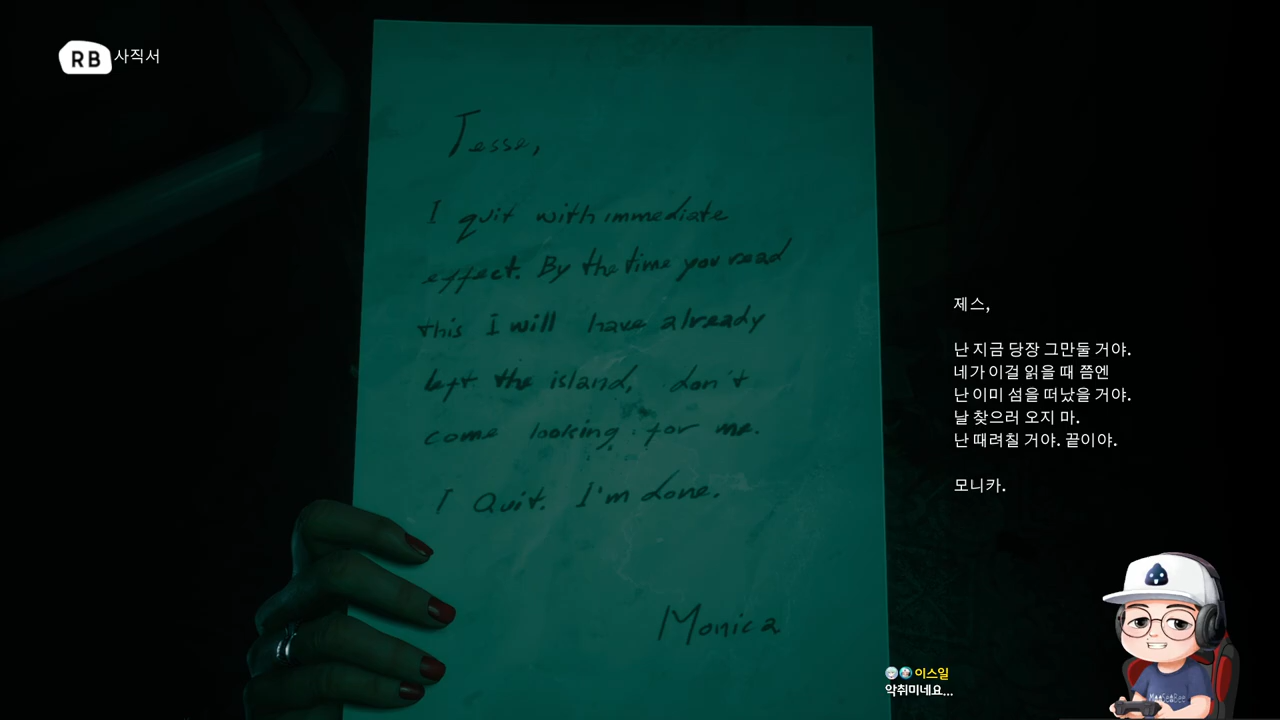 RB 사직서
Jesse,
I quit with immediate
effect. By the time you read
this I will have already
left the island, don't
come looking for me.
I Quit. I'm done.
Monica
제스,
난 지금 당장 그만둘 거야.
네가 이걸 읽을 때 쯤엔
난 이미 섬을 떠났을 거야.
날 찾으러 오지 마.
난 때려칠 거야. 끝이야.
모니카.
이스일
악취미네요...